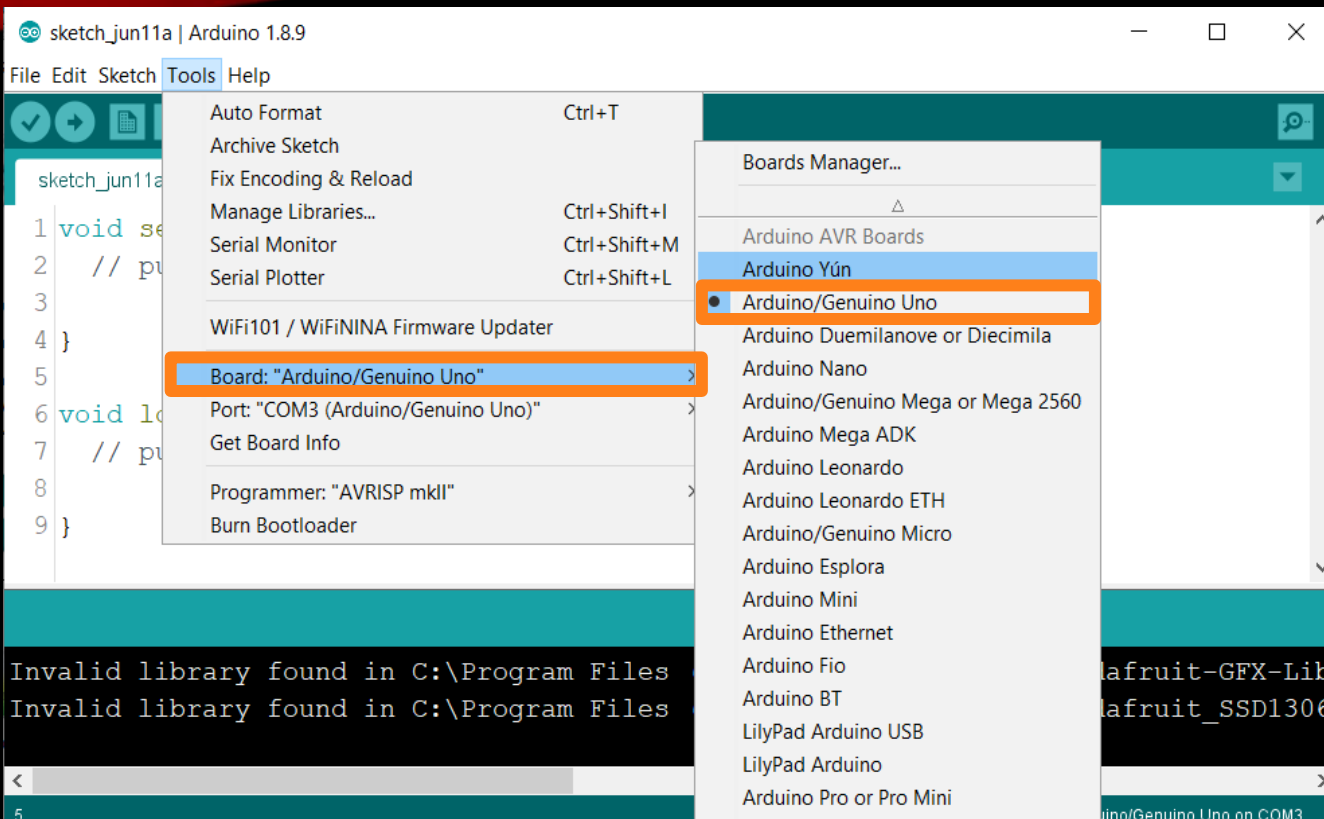 sketch_jun11a | Arduino 1.8.9
File Edit Sketch Tools Help
sketch_jun11a
1 void se
2 // pu
3
4 }
5
6 void lo
7 // pu
8
9 }
Auto Format Ctrl+T
Archive Sketch
Fix Encoding & Reload
Manage Libraries... Ctrl+Shift+I
Serial Monitor Ctrl+Shift+M
Serial Plotter Ctrl+Shift+L
WiFi101 / WiFiNINA Firmware Updater
Board: "Arduino/Genuino Uno"
Port: "COM3 (Arduino/Genuino Uno)"
Get Board Info
Programmer: "AVRISP mkII"
Burn Bootloader
Boards Manager...
Arduino AVR Boards
Arduino Yún
Arduino/Genuino Uno
Arduino Duemilanove or Diecimila
Arduino Nano
Arduino/Genuino Mega or Mega 2560
Arduino Mega ADK
Arduino Leonardo
Arduino Leonardo ETH
Arduino/Genuino Micro
Arduino Esplora
Arduino Mini
Arduino Ethernet
Arduino Fio
Arduino BT
LilyPad Arduino USB
LilyPad Arduino
Arduino Pro or Pro Mini
Invalid library found in C:\Program Files afruit-GFX-Lib
Invalid library found in C:\Program Files afruit_SSD1306
5 ino/Genuino Uno on COM3